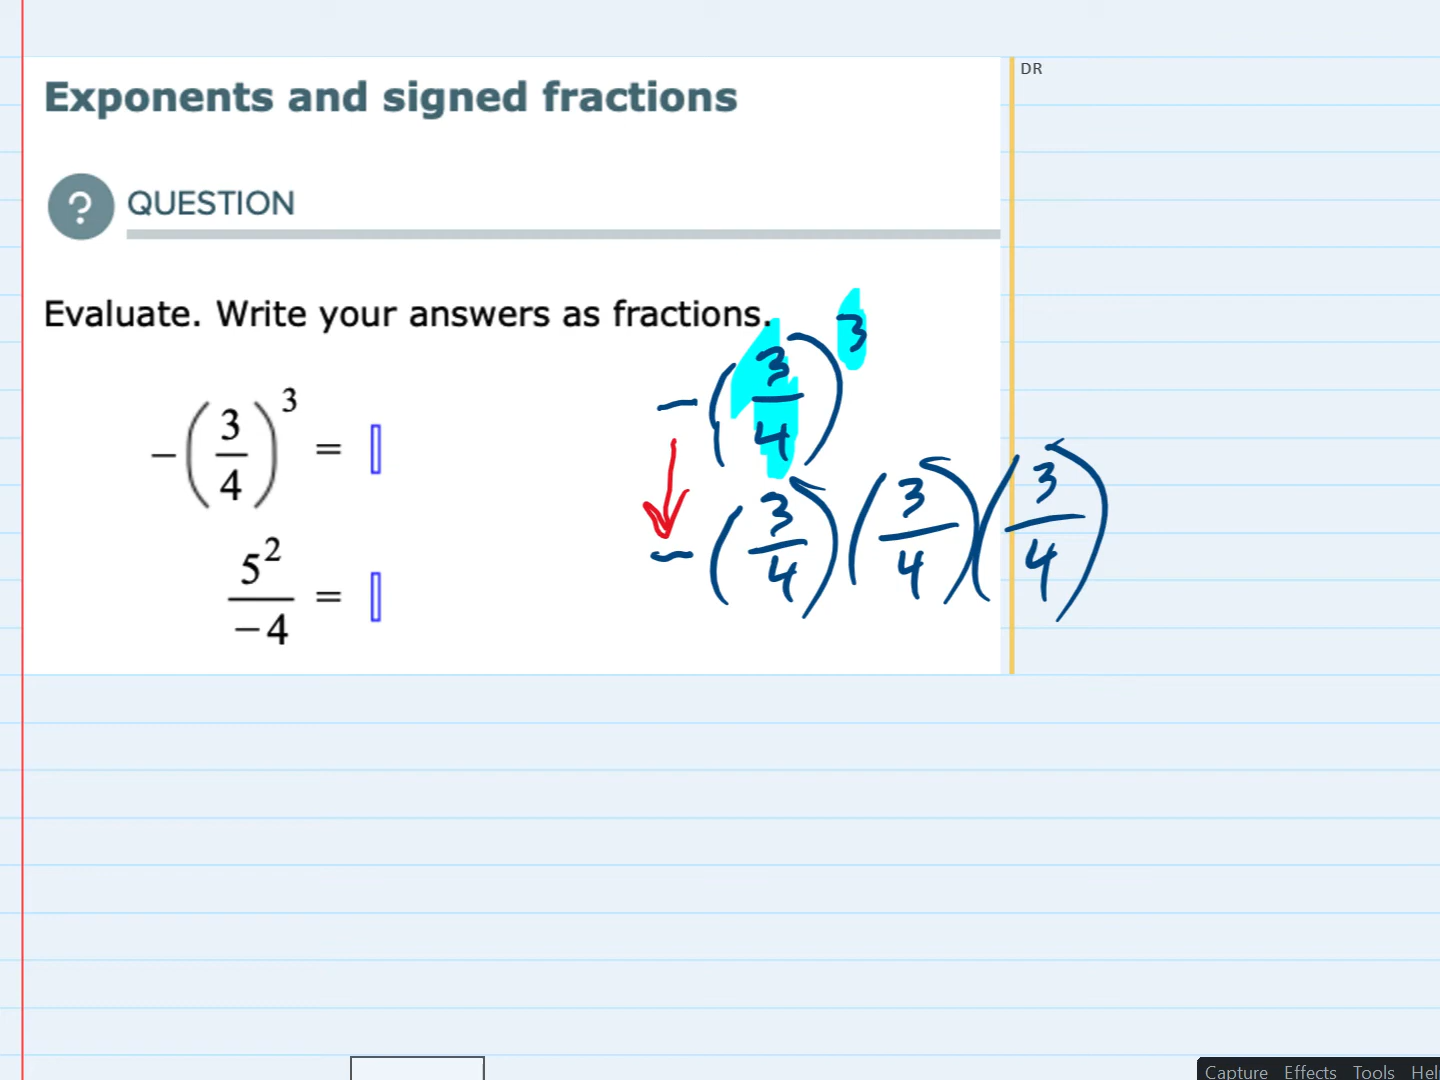 DR
Exponents and signed fractions
? QUESTION
Evaluate. Write your answers as fractions.
−(3/4)^3 =
5^2/−4 =
−(3/4)^3
−(3/4)(3/4)(3/4)
Capture Effects Tools Hel